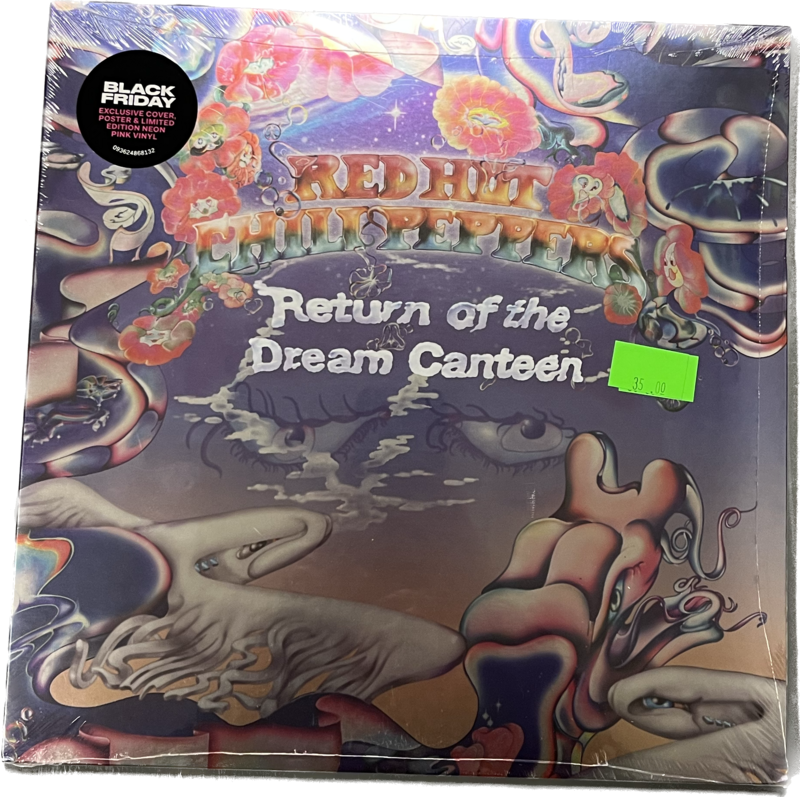 BLACK
FRIDAY
EXCLUSIVE COVER,
POSTER & LIMITED
EDITION NEON
PINK VINYL
093624868132
RED HOT
CHILI PEPPERS
Return of the
Dream Canteen
35.00